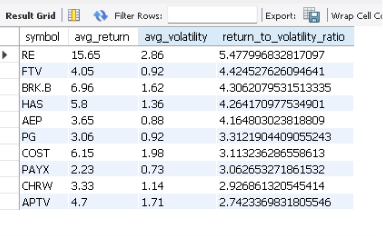 Result Grid Filter Rows: Export: Wrap Cell Co
symbol avg_return avg_volatility return_to_volatility_ratio
RE 15.65 2.86 5.477996832817097
FTV 4.05 0.92 4.424527626094641
BRK.B 6.96 1.62 4.3062079531513335
HAS 5.8 1.36 4.264170977534901
AEP 3.65 0.88 4.164803023818809
PG 3.06 0.92 3.3121904409055243
COST 6.15 1.98 3.113236286558613
PAYX 2.23 0.73 3.062653271861532
CHRW 3.33 1.14 2.926861320545414
APTV 4.7 1.71 2.7423369831805546